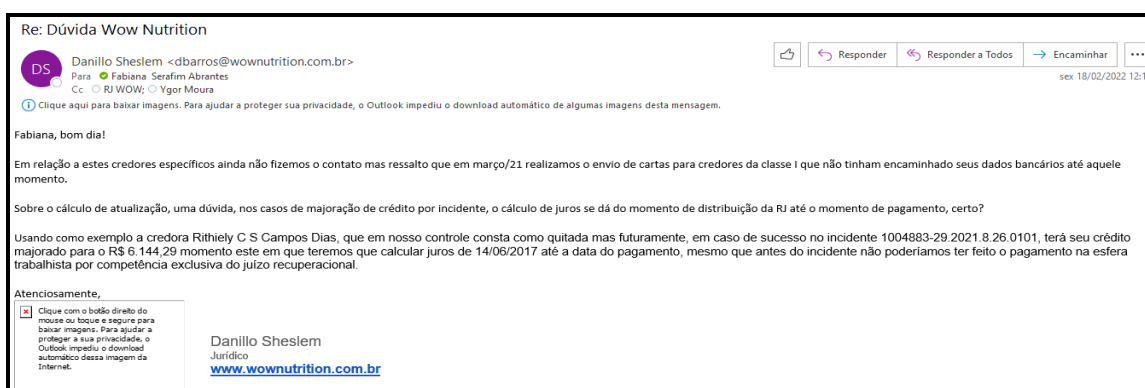 Re: Dúvida Wow Nutrition
DS
Danillo Sheslem <dbarros@wownutrition.com.br>
Para Fabiana Serafim Abrantes
Cc RJ WOW; Ygor Moura
Responder
Responder a Todos
Encaminhar
sex 18/02/2022 12:1
Clique aqui para baixar imagens. Para ajudar a proteger sua privacidade, o Outlook impediu o download automático de algumas imagens desta mensagem.
Fabiana, bom dia!
Em relação a estes credores específicos ainda não fizemos o contato mas ressalto que em março/21 realizamos o envio de cartas para credores da classe I que não tinham encaminhado seus dados bancários até aquele
momento.
Sobre o cálculo de atualização, uma dúvida, nos casos de majoração de crédito por incidente, o cálculo de juros se dá do momento de distribuição da RJ até o momento de pagamento, certo?
Usando como exemplo a credora Rithiely C S Campos Dias, que em nosso controle consta como quitada mas futuramente, em caso de sucesso no incidente 1004883-29.2021.8.26.0101, terá seu crédito
majorado para o R$ 6.144,29 momento este em que teremos que calcular juros de 14/06/2017 até a data do pagamento, mesmo que antes do incidente não poderíamos ter feito o pagamento na esfera
trabalhista por competência exclusiva do juízo recuperacional.
Atenciosamente,
Clique com o botão direito do
mouse ou toque e segure para
baixar imagens. Para ajudar a
proteger a sua privacidade, o
Outlook impediu o download
automático dessa imagem da
Internet.
Danillo Sheslem
Jurídico
www.wownutrition.com.br